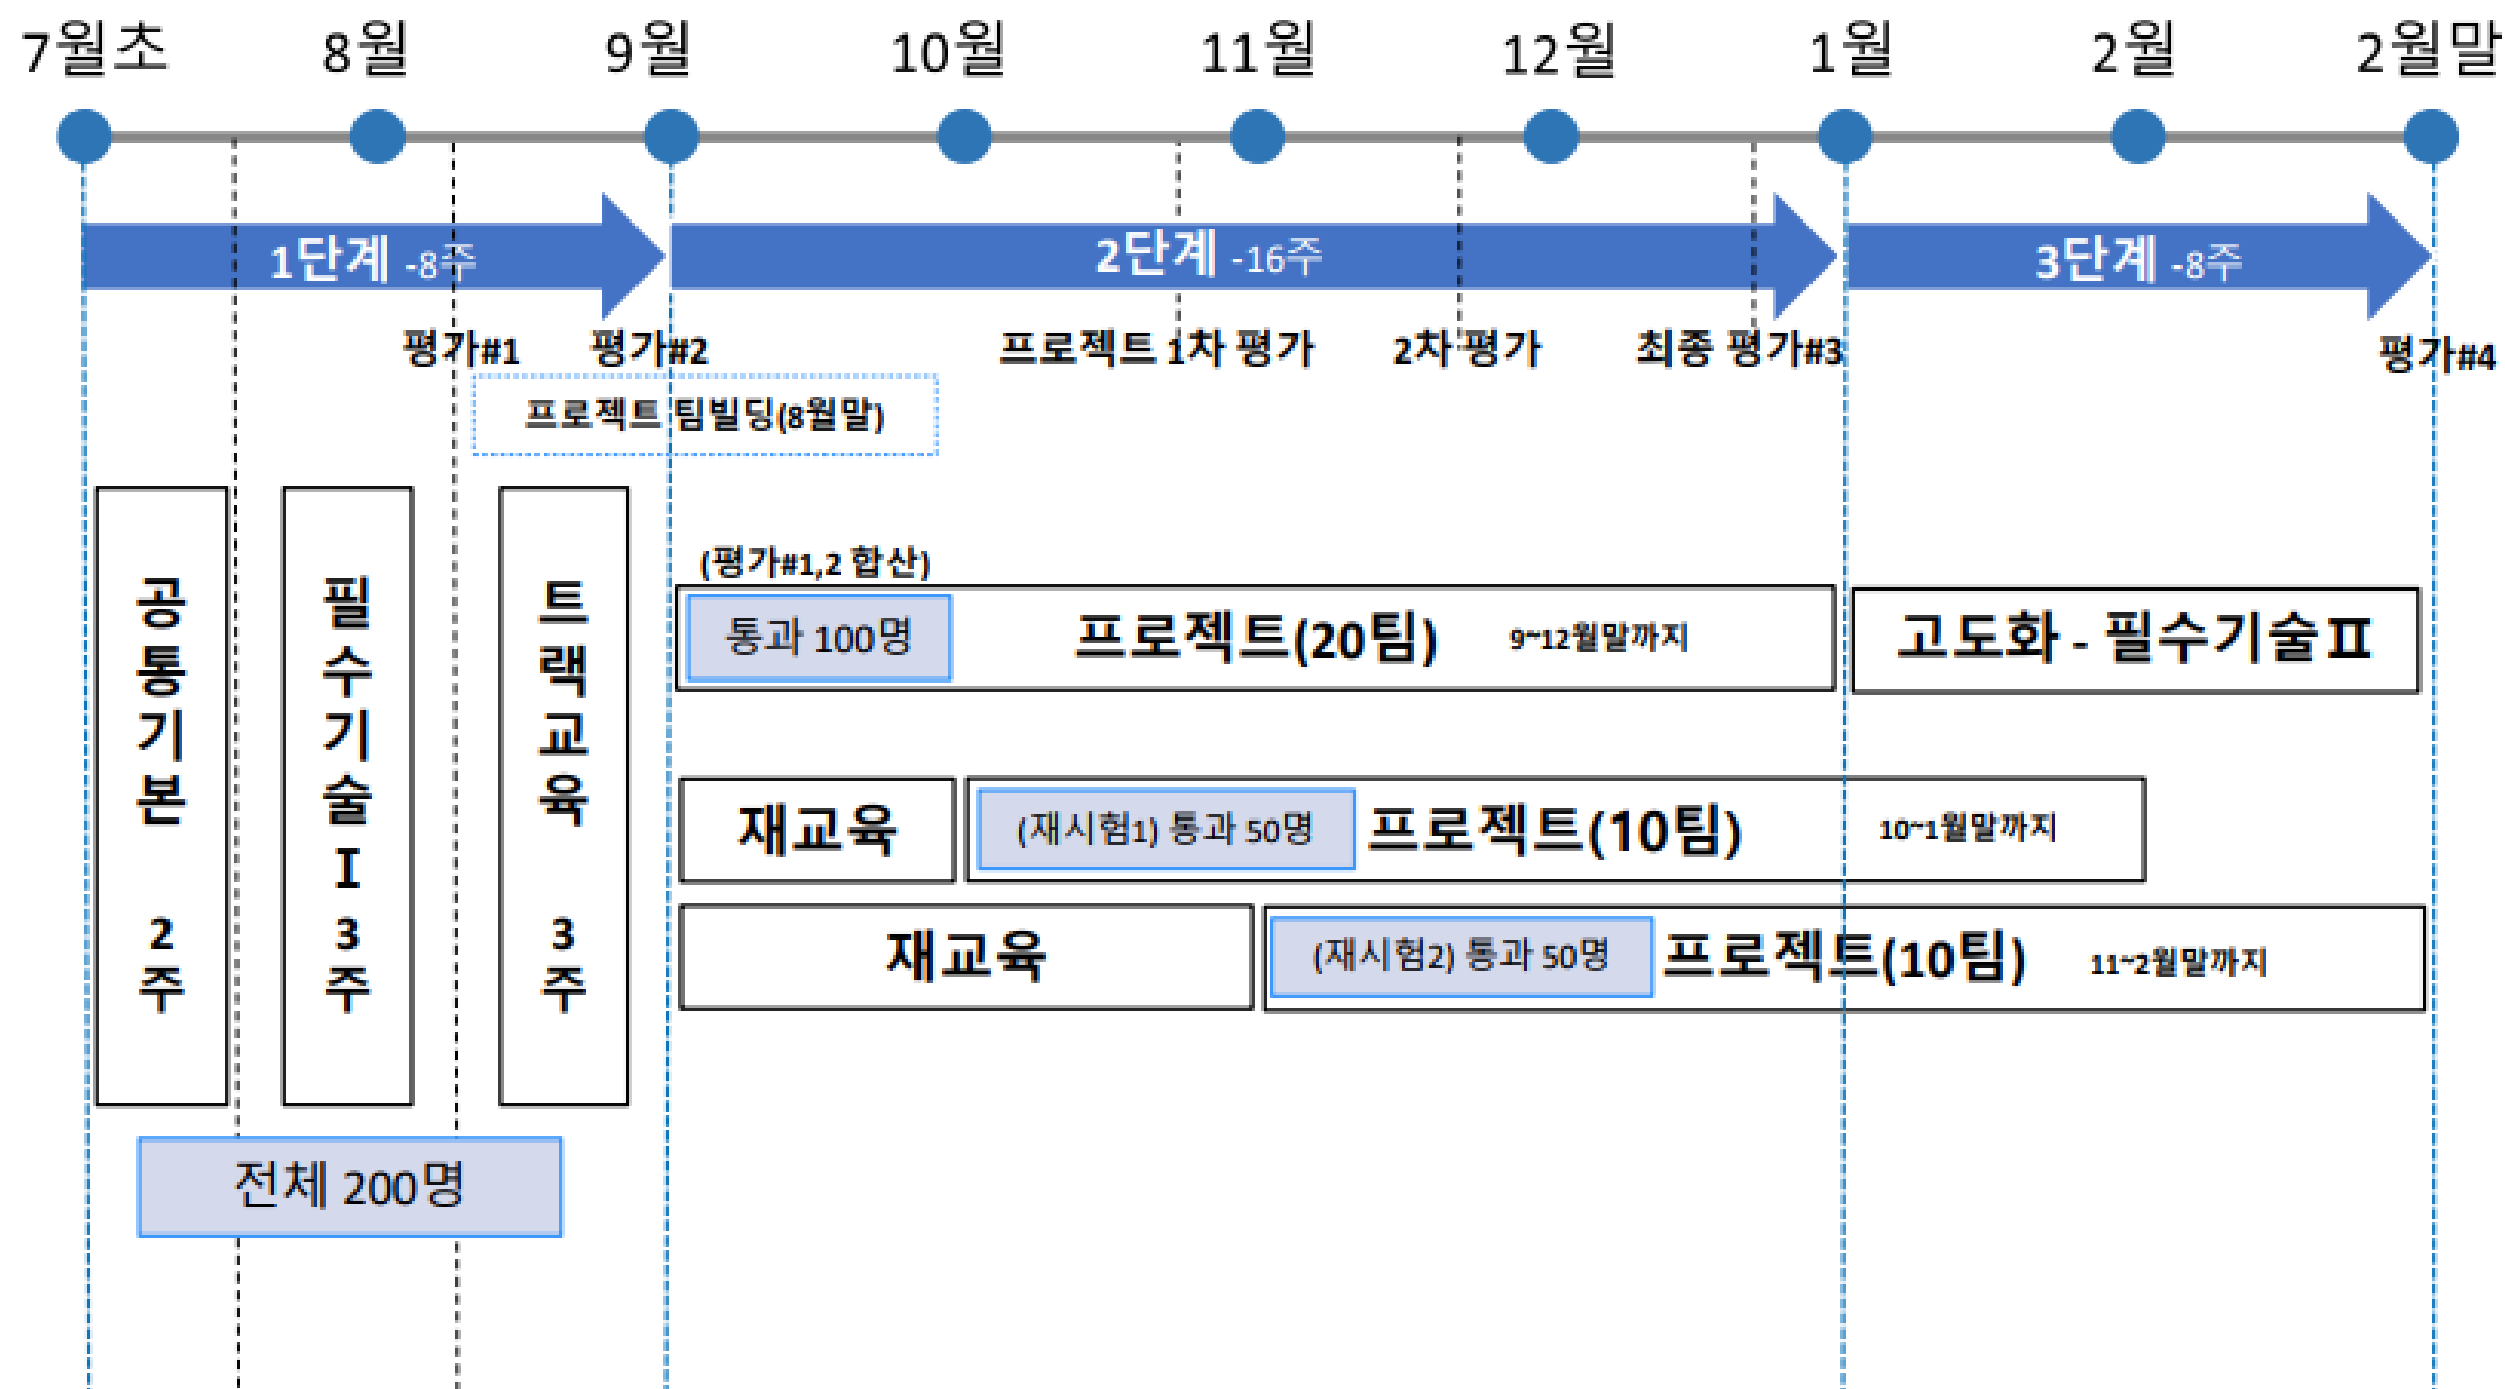 7월초 8월 9월 10월 11월 12월 1월 2월 2월말
1단계 -8주
2단계 -16주
3단계 -8주
평가#1
평가#2
프로젝트 1차 평가
2차 평가
최종 평가#3
평가#4
프로젝트 팀빌딩(8월말)
공통기본 2주
필수기술Ⅰ 3주
트랙교육 3주
(평가#1,2 합산)
통과 100명
프로젝트(20팀)
9~12월말까지
고도화 - 필수기술Ⅱ
재교육
(재시험1) 통과 50명
프로젝트(10팀)
10~1월말까지
재교육
(재시험2) 통과 50명
프로젝트(10팀)
11~2월말까지
전체 200명